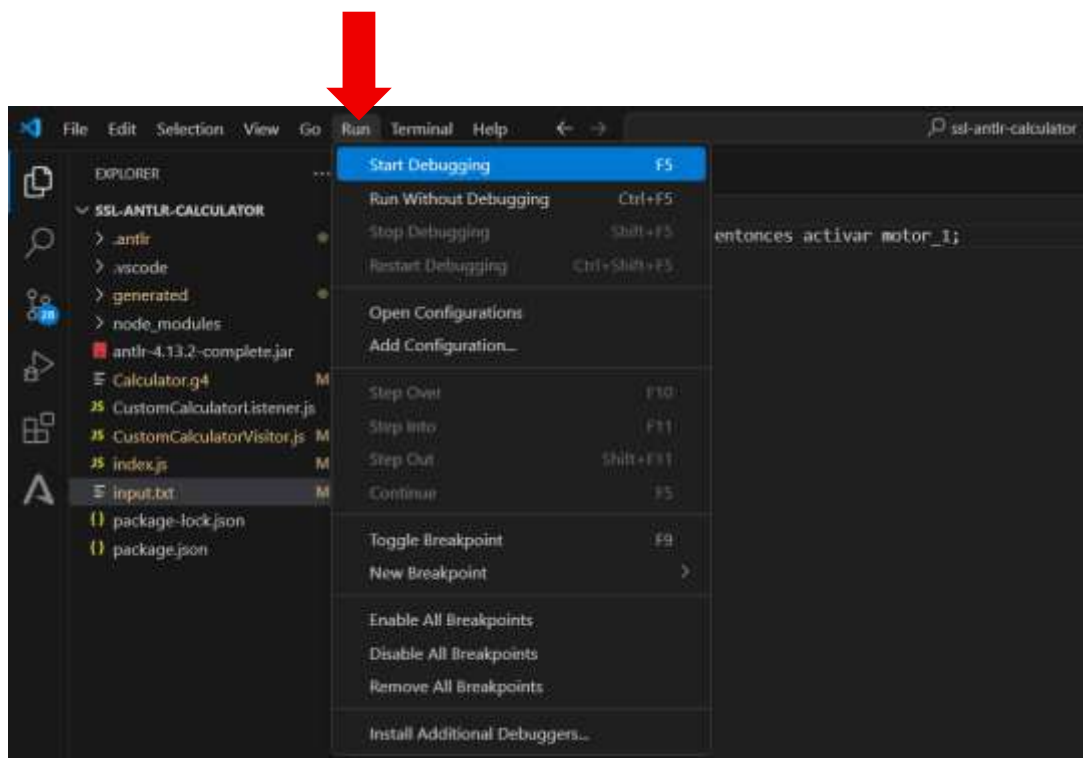 File Edit Selection View Go Run Terminal Help
ssl-antlr-calculator
EXPLORER
SSL-ANTLR-CALCULATOR
.antlr
.vscode
generated
node_modules
antlr-4.13.2-complete.jar
Calculator.g4 M
JS CustomCalculatorListener.js
JS CustomCalculatorVisitor.js M
JS index.js M
input.txt M
{} package-lock.json
{} package.json
28
Start Debugging F5
Run Without Debugging Ctrl+F5
Stop Debugging Shift+F5
Restart Debugging Ctrl+Shift+F5
Open Configurations
Add Configuration...
Step Over F10
Step Into F11
Step Out Shift+F11
Continue F5
Toggle Breakpoint F9
New Breakpoint
Enable All Breakpoints
Disable All Breakpoints
Remove All Breakpoints
Install Additional Debuggers...
entonces activar motor_1;